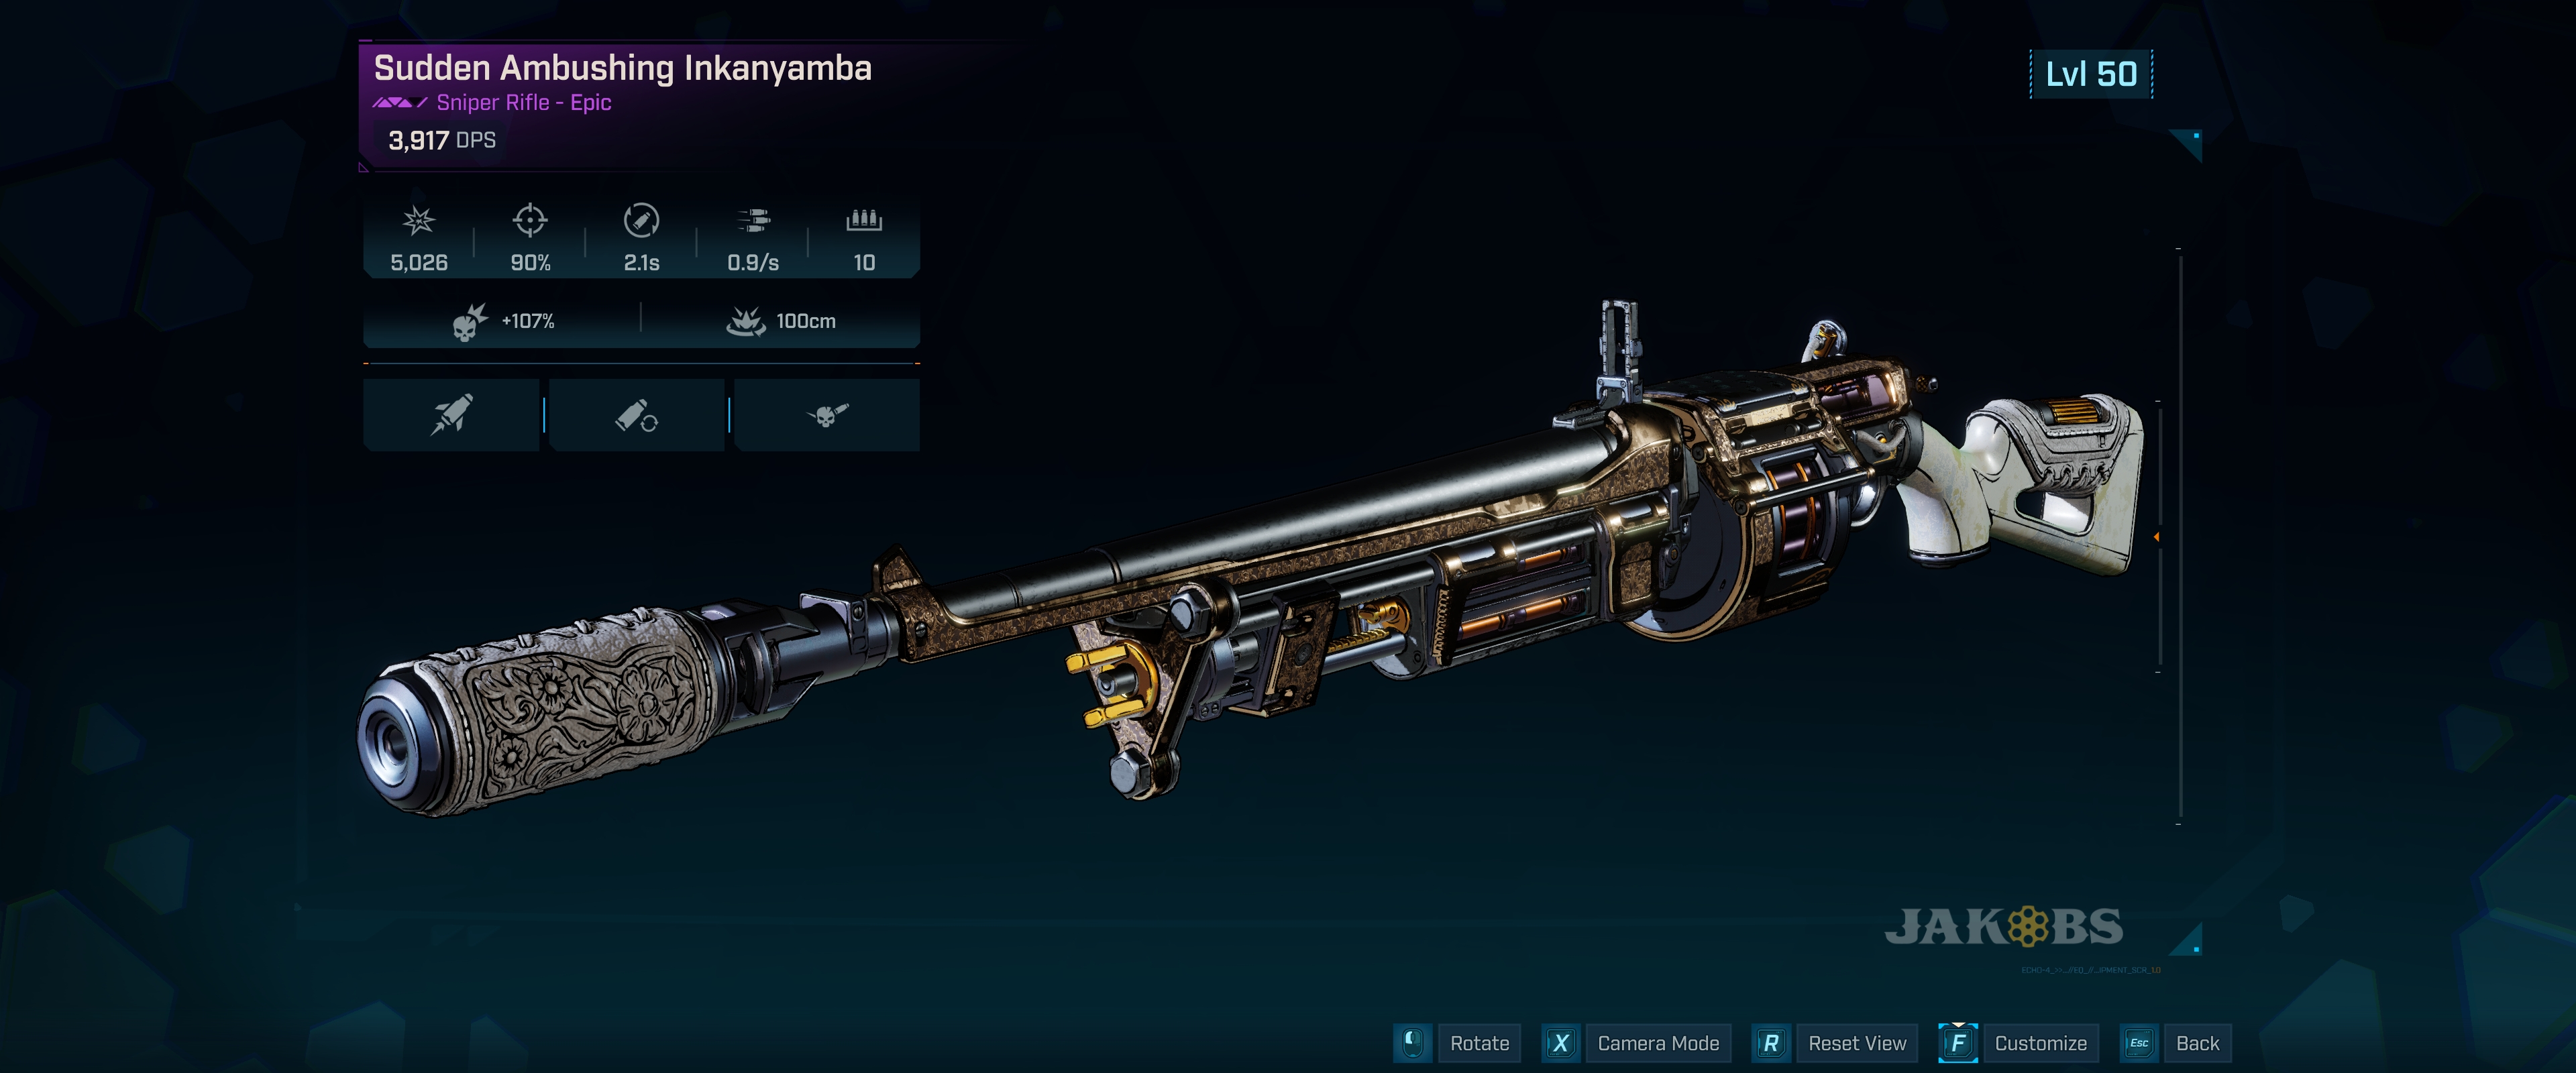 Sudden Ambushing Inkanyamba
Lvl 50
Sniper Rifle - Epic
3,917 DPS
5,026 90% 2.1s 0.9/s 10
+107% 100cm
JAKOBS
Rotate X Camera Mode R Reset View F Customize Esc Back